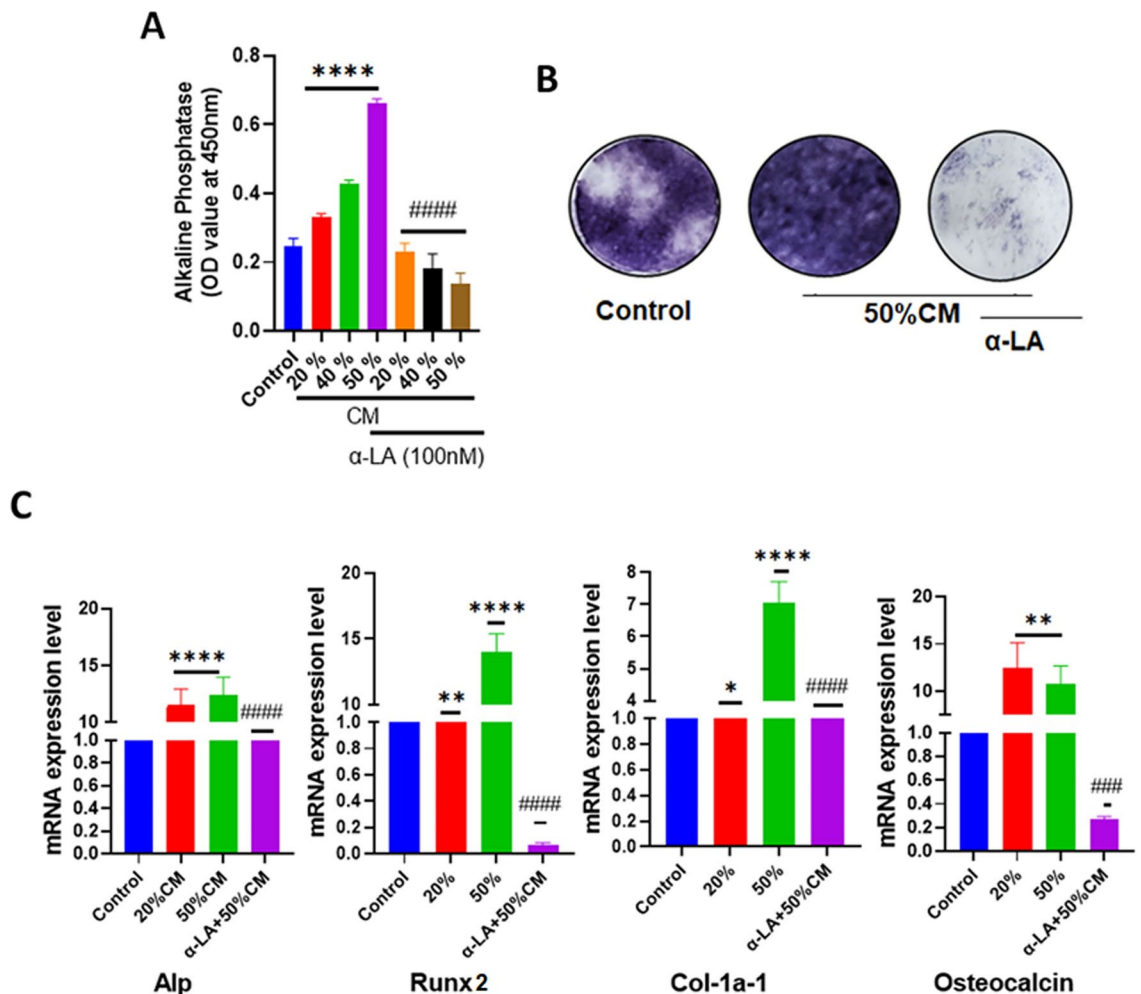 A
Alkaline Phosphatase
(OD value at 450nm)
0.8
0.6
0.4
0.2
0.0
****
####
Control
20 %
40 %
50 %
20 %
40 %
50 %
CM
α-LA (100nM)
B
Control
50%CM
α-LA
C
mRNA expression level
20
15
10
1.0
0.8
0.6
0.4
0.2
0.0
****
####
Control
20%CM
50%CM
α-LA+50%CM
Alp
mRNA expression level
20
15
10
1.0
0.8
0.6
0.4
0.2
0.0
**
****
####
Control
20%
50%
α-LA+50%CM
Runx2
mRNA expression level
8
7
6
5
4
1.0
0.8
0.6
0.4
0.2
0.0
*
****
####
Control
20%
50%
α-LA+50%CM
Col-1a-1
mRNA expression level
20
15
10
1.0
0.8
0.6
0.4
0.2
0.0
**
###
Control
20%
50%
α-LA+50%CM
Osteocalcin